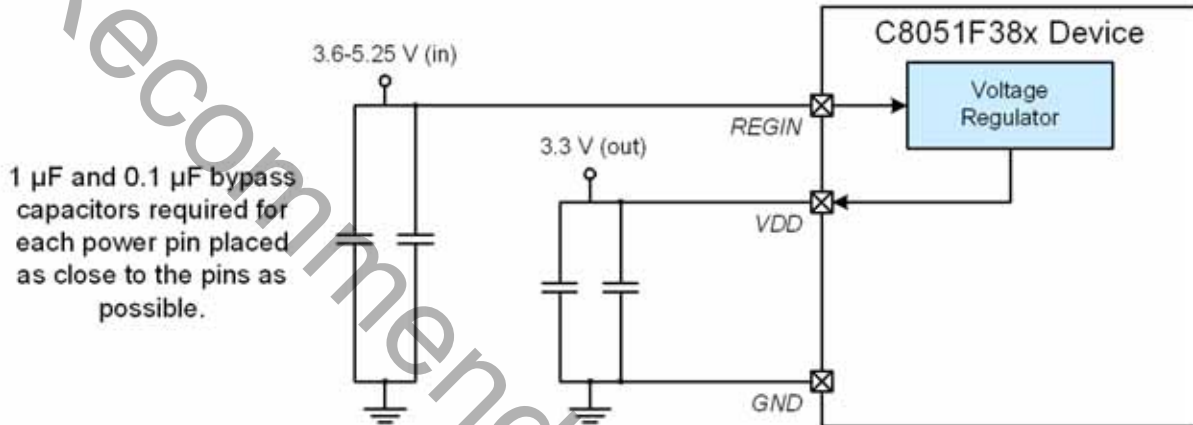 C8051F38x Device
3.6-5.25 V (in)
Voltage
Regulator
REGIN
3.3 V (out)
1 µF and 0.1 µF bypass
capacitors required for
each power pin placed
as close to the pins as
possible.
VDD
GND